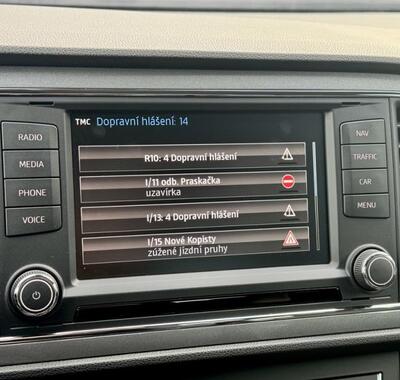 TMC Dopravní hlášení: 14
RADIO
MEDIA
PHONE
VOICE
R10: 4 Dopravní hlášení
I/11 odb. Praskačka
uzavírka
I/13: 4 Dopravní hlášení
I/15 Nové Kopisty
zúžené jízdní pruhy
NAV
TRAFFIC
CAR
MENU